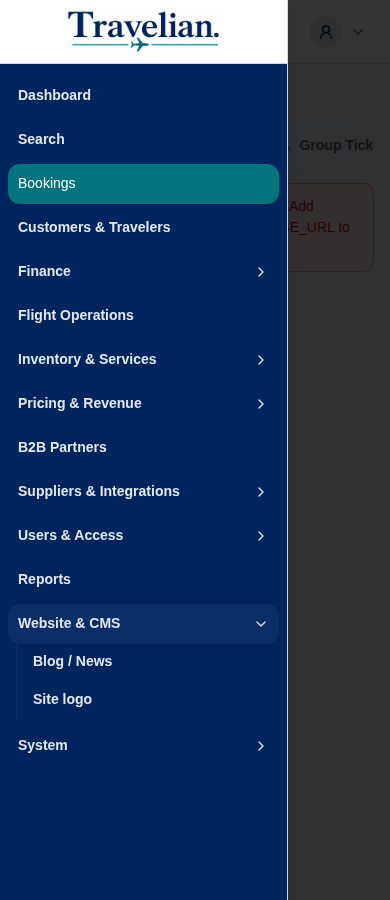 Travelian.
Dashboard
Search
Bookings
Customers & Travelers
Finance
Flight Operations
Inventory & Services
Pricing & Revenue
B2B Partners
Suppliers & Integrations
Users & Access
Reports
Website & CMS
Blog / News
Site logo
System
Group Tick
Add
E_URL to